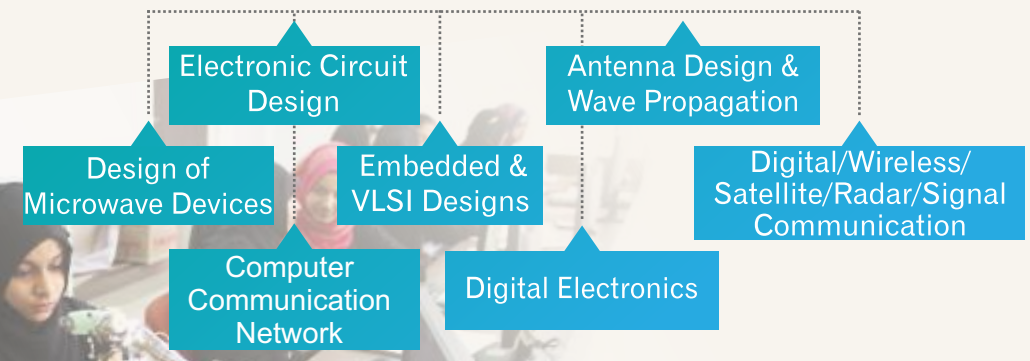 Electronic Circuit
Design
Antenna Design &
Wave Propagation
Design of
Microwave Devices
Embedded &
VLSI Designs
Digital/Wireless/
Satellite/Radar/Signal
Communication
Computer
Communication
Network
Digital Electronics